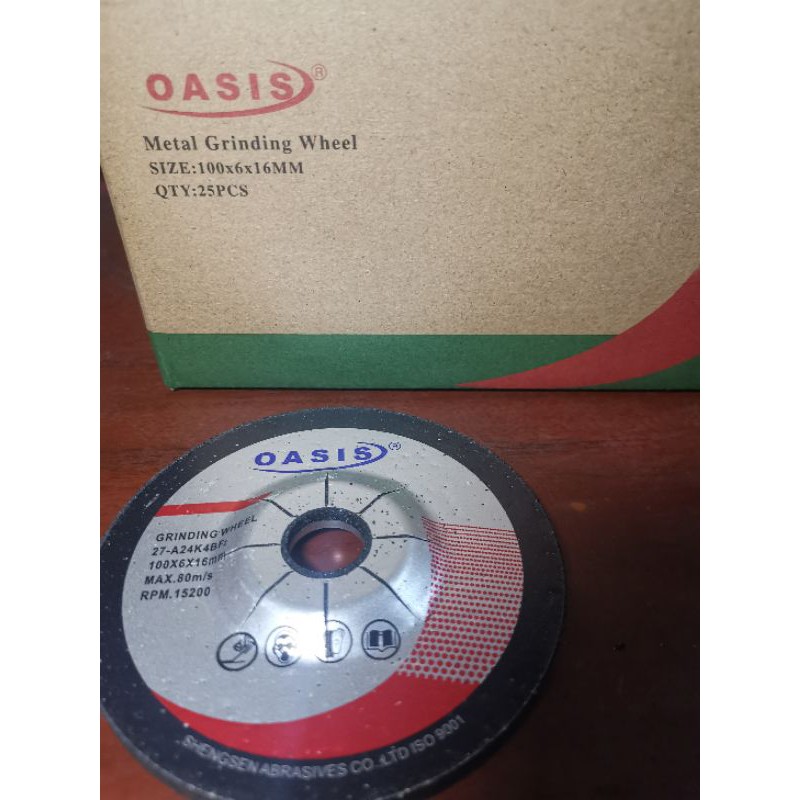 OASIS®
Metal Grinding Wheel
SIZE:100x6x16MM
QTY:25PCS
OASIS®
GRINDING WHEEL
27-A24K4BF
100X6X16mm
MAX.80m/s
RPM.15200
SHENGSEN ABRASIVES CO.,LTD ISO 9001